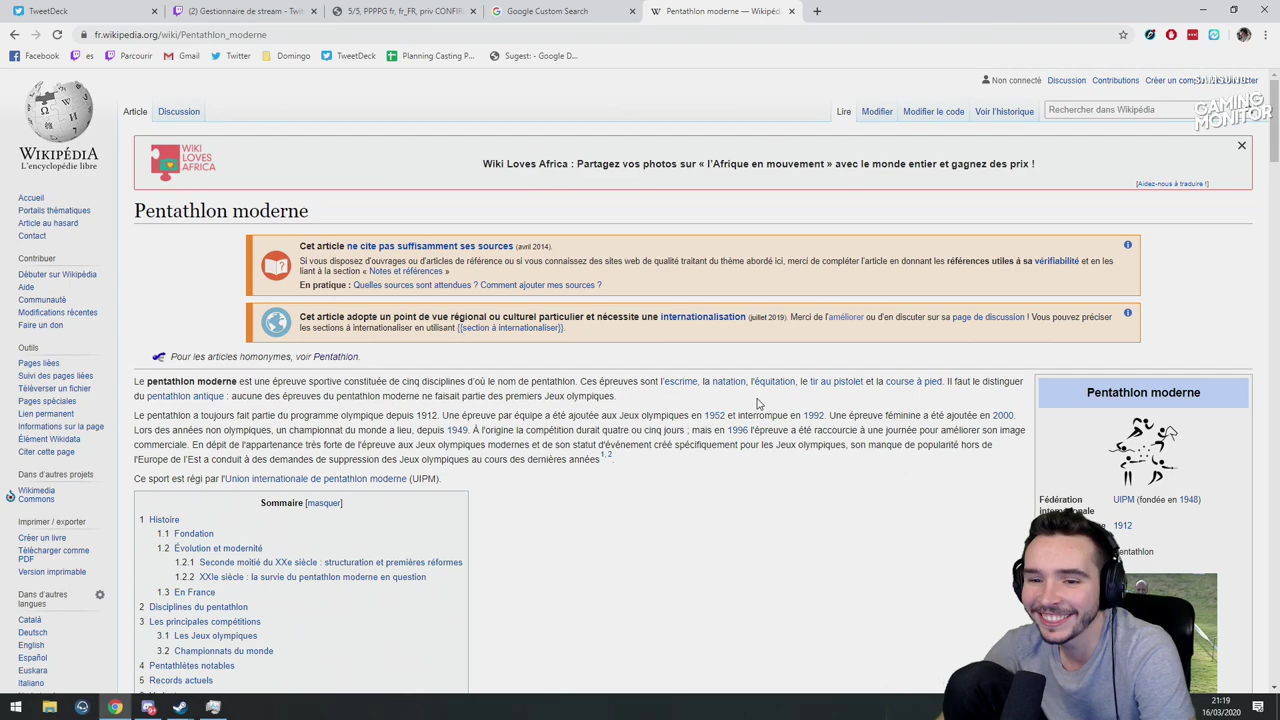 (2) TweetDeck
(2) Gestionnaire de stream - Twitc
5/5, PPPPG fr, fr_FR, priv CONFIR
Google Custom Search
Pentathlon moderne — Wikipédi
fr.wikipedia.org/wiki/Pentathlon_moderne
Facebook
es
Parcourir
Gmail
Twitter
Domingo
TweetDeck
Planning Casting P...
Sugest: - Google D...
Non connecté Discussion Contributions
SAMSUNG
GAMING
MONITOR
Article Discussion
Lire Modifier Modifier le code Voir l'historique
Rechercher dans Wikipédia
WIKIPÉDIA
L'encyclopédie libre
WIKI
LOVES
AFRICA
Wiki Loves Africa : Partagez vos photos sur « l'Afrique en mouvement » avec le monde entier et gagnez des prix !
[Aidez-nous à traduire !]
Accueil
Portails thématiques
Article au hasard
Contact
Contribuer
Débuter sur Wikipédia
Aide
Communauté
Modifications récentes
Faire un don
Outils
Pages liées
Suivi des pages liées
Téléverser un fichier
Pages spéciales
Lien permanent
Informations sur la page
Élément Wikidata
Citer cette page
Dans d'autres projets
Wikimedia
Commons
Imprimer / exporter
Créer un livre
Télécharger comme
PDF
Version imprimable
Dans d'autres
langues
Català
Deutsch
English
Español
Euskara
Italiano
Pentathlon moderne
Cet article ne cite pas suffisamment ses sources (avril 2014).
Si vous disposez d'ouvrages ou d'articles de référence ou si vous connaissez des sites web de qualité traitant du thème abordé ici, merci de compléter l'article en donnant les références utiles à sa vérifiabilité et en les
liant à la section « Notes et références »
En pratique : Quelles sources sont attendues ? Comment ajouter mes sources ?
Cet article adopte un point de vue régional ou culturel particulier et nécessite une internationalisation (juillet 2019). Merci de l'améliorer ou d'en discuter sur sa page de discussion ! Vous pouvez préciser
les sections à internationaliser en utilisant {{section à internationaliser}}.
Pour les articles homonymes, voir Pentathlon.
Le pentathlon moderne est une épreuve sportive constituée de cinq disciplines d'où le nom de pentathlon. Ces épreuves sont l'escrime, la natation, l'équitation, le tir au pistolet et la course à pied. Il faut le distinguer
du pentathlon antique : aucune des épreuves du pentathlon moderne ne faisait partie des premiers Jeux olympiques.
Le pentathlon a toujours fait partie du programme olympique depuis 1912. Une épreuve par équipe a été ajoutée aux Jeux olympiques en 1952 et interrompue en 1992. Une épreuve féminine a été ajoutée en 2000.
Lors des années non olympiques, un championnat du monde a lieu, depuis 1949. À l'origine la compétition durait quatre ou cinq jours ; mais en 1996 l'épreuve a été raccourcie à une journée pour améliorer son image
commerciale. En dépit de l'appartenance très forte de l'épreuve aux Jeux olympiques modernes et de son statut d'événement créé spécifiquement pour les Jeux olympiques, son manque de popularité hors de
l'Europe de l'Est a conduit à des demandes de suppression des Jeux olympiques au cours des dernières années 1, 2.
Ce sport est régi par l'Union internationale de pentathlon moderne (UIPM).
Sommaire [masquer]
1 Histoire
1.1 Fondation
1.2 Évolution et modernité
1.2.1 Seconde moitié du XXe siècle : structuration et premières réformes
1.2.2 XXIe siècle : la survie du pentathlon moderne en question
1.3 En France
2 Disciplines du pentathlon
3 Les principales compétitions
3.1 Les Jeux olympiques
3.2 Championnats du monde
4 Pentathlètes notables
5 Records actuels
Pentathlon moderne
Fédération
internationale
UIPM (fondée en 1948)
1912
21:19
16/03/2020